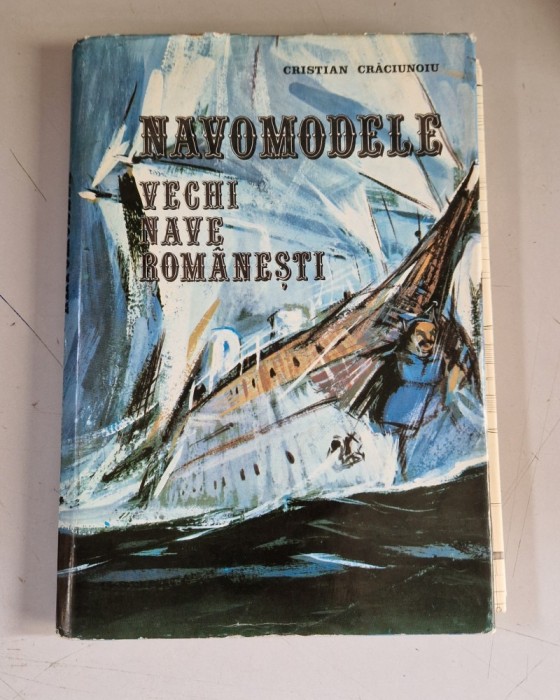 CRISTIAN CRĂCIUNOIU
NAVOMODELE
VECHI
NAVE
ROMÂNEȘTI